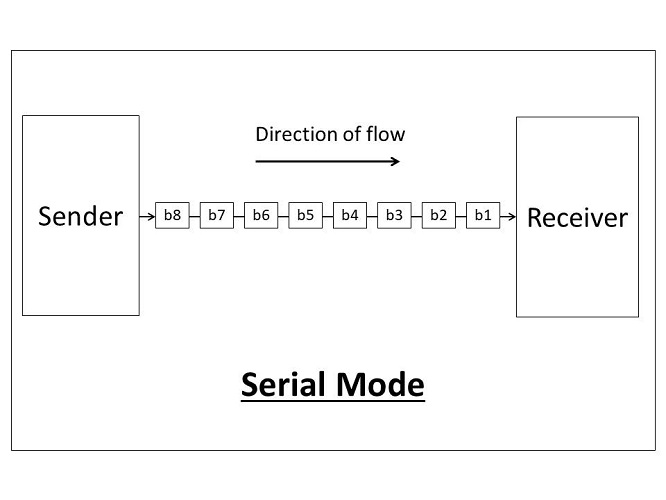 Direction of flow
Sender
b8 b7 b6 b5 b4 b3 b2 b1
Receiver
Serial Mode